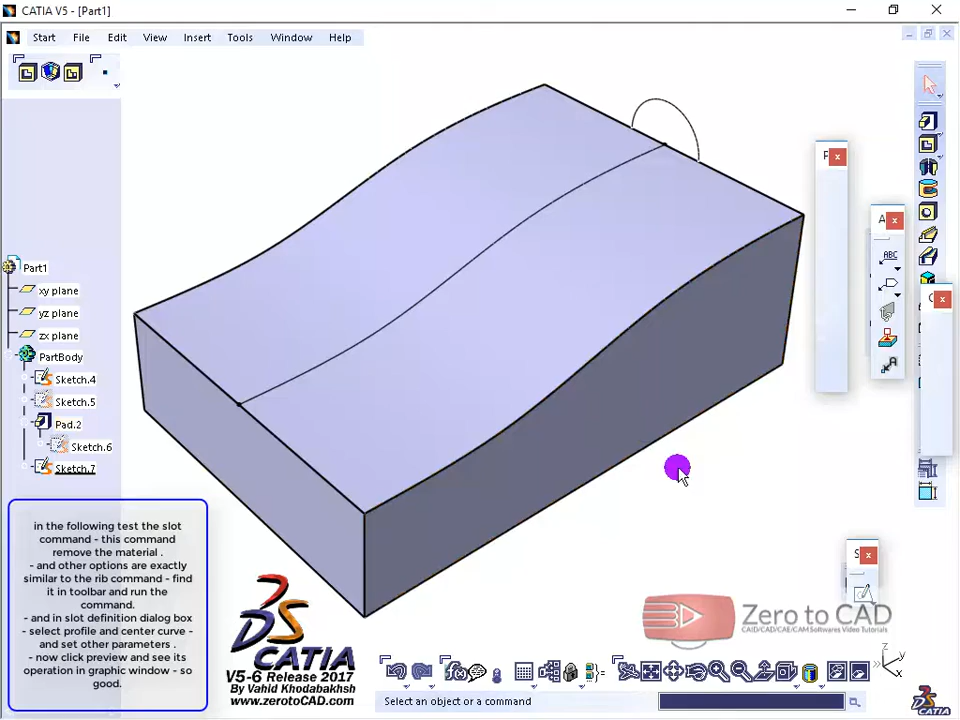 CATIA V5 - [Part1]
Start File Edit View Insert Tools Window Help
P
A
ABC
C
Part1
xy plane
yz plane
zx plane
PartBody
Sketch.4
Sketch.5
Pad.2
Sketch.6
Sketch.7
in the following test the slot
command - this command
remove the material .
- and other options are exactly
similar to the rib command - find
it in toolbar and run the
command.
- and in slot definition dialog box
- select profile and center curve -
and set other parameters .
- now click preview and see its
operation in graphic window - so
good.
CATIA
V5-6 Release 2017
By Vahid Khodabakhsh
www.zerotoCAD.com
S
Zero to CAD
CAID/CAD/CAE/CAM Softwares Video Tutorials
z
y
x
Select an object or a command